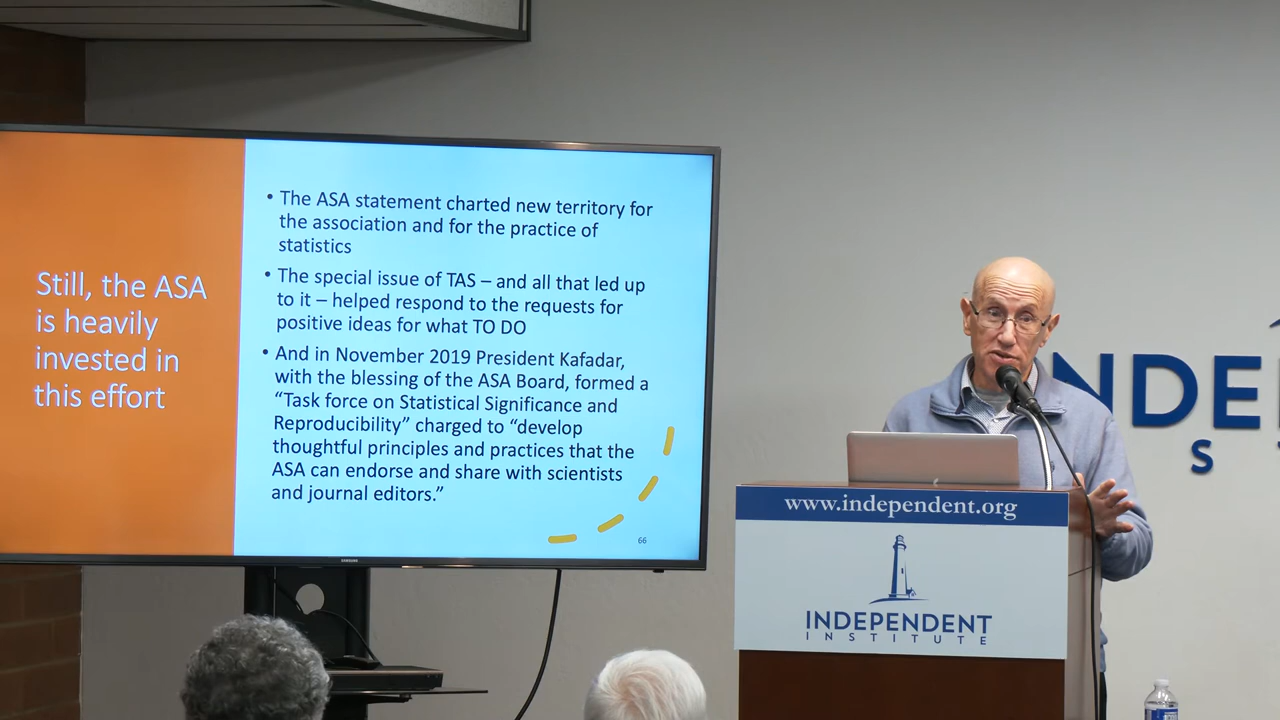 Still, the ASA
is heavily
invested in
this effort
• The ASA statement charted new territory for
the association and for the practice of
statistics
• The special issue of TAS – and all that led up
to it – helped respond to the requests for
positive ideas for what TO DO
• And in November 2019 President Kafadar,
with the blessing of the ASA Board, formed a
“Task force on Statistical Significance and
Reproducibility” charged to “develop
thoughtful principles and practices that the
ASA can endorse and share with scientists
and journal editors.”
66
SAMSUNG
www.independent.org
INDEPENDENT
INSTITUTE
INDE
S